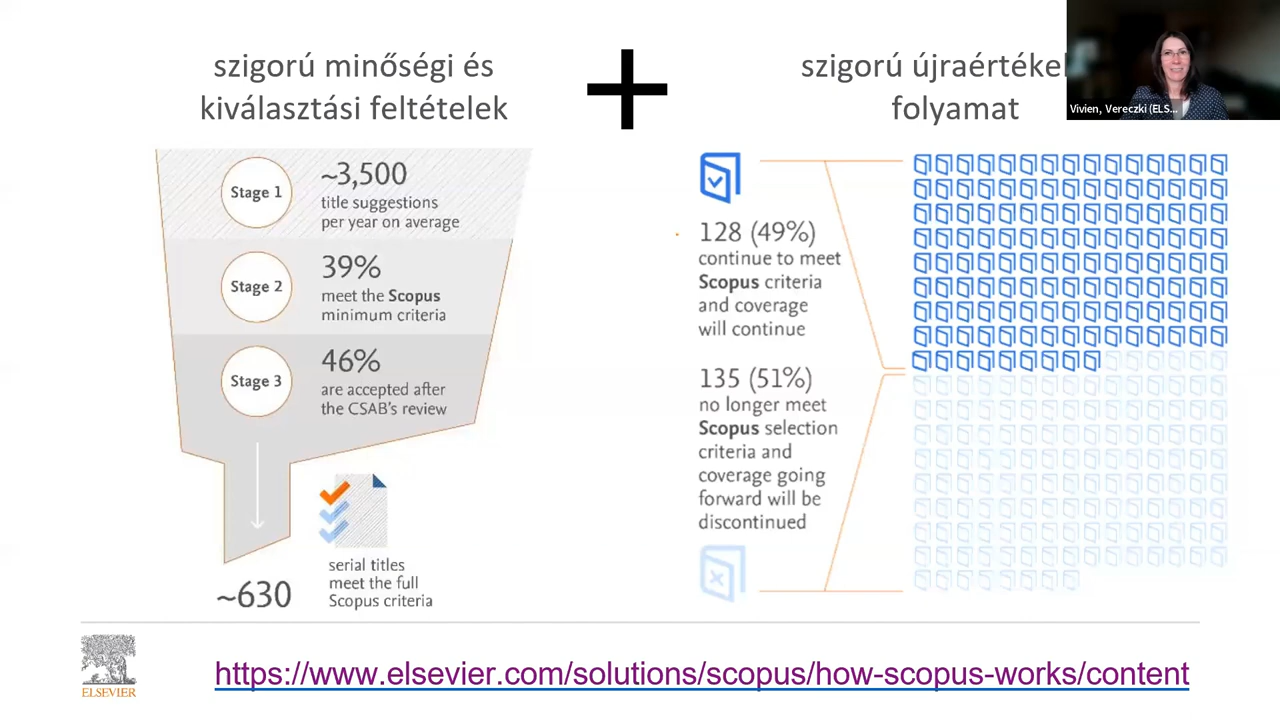 szigorú minőségi és
kiválasztási feltételek
szigorú újraértékel
folyamat
Vivien, Vereczki (ELS...
Stage 1
~3,500
title suggestions
per year on average
Stage 2
39%
meet the Scopus
minimum criteria
Stage 3
46%
are accepted after
the CSAB's review
~630
serial titles
meet the full
Scopus criteria
128 (49%)
continue to meet
Scopus criteria
and coverage
will continue
135 (51%)
no longer meet
Scopus selection
criteria and
coverage going
forward will be
discontinued
ELSEVIER
https://www.elsevier.com/solutions/scopus/how-scopus-works/content